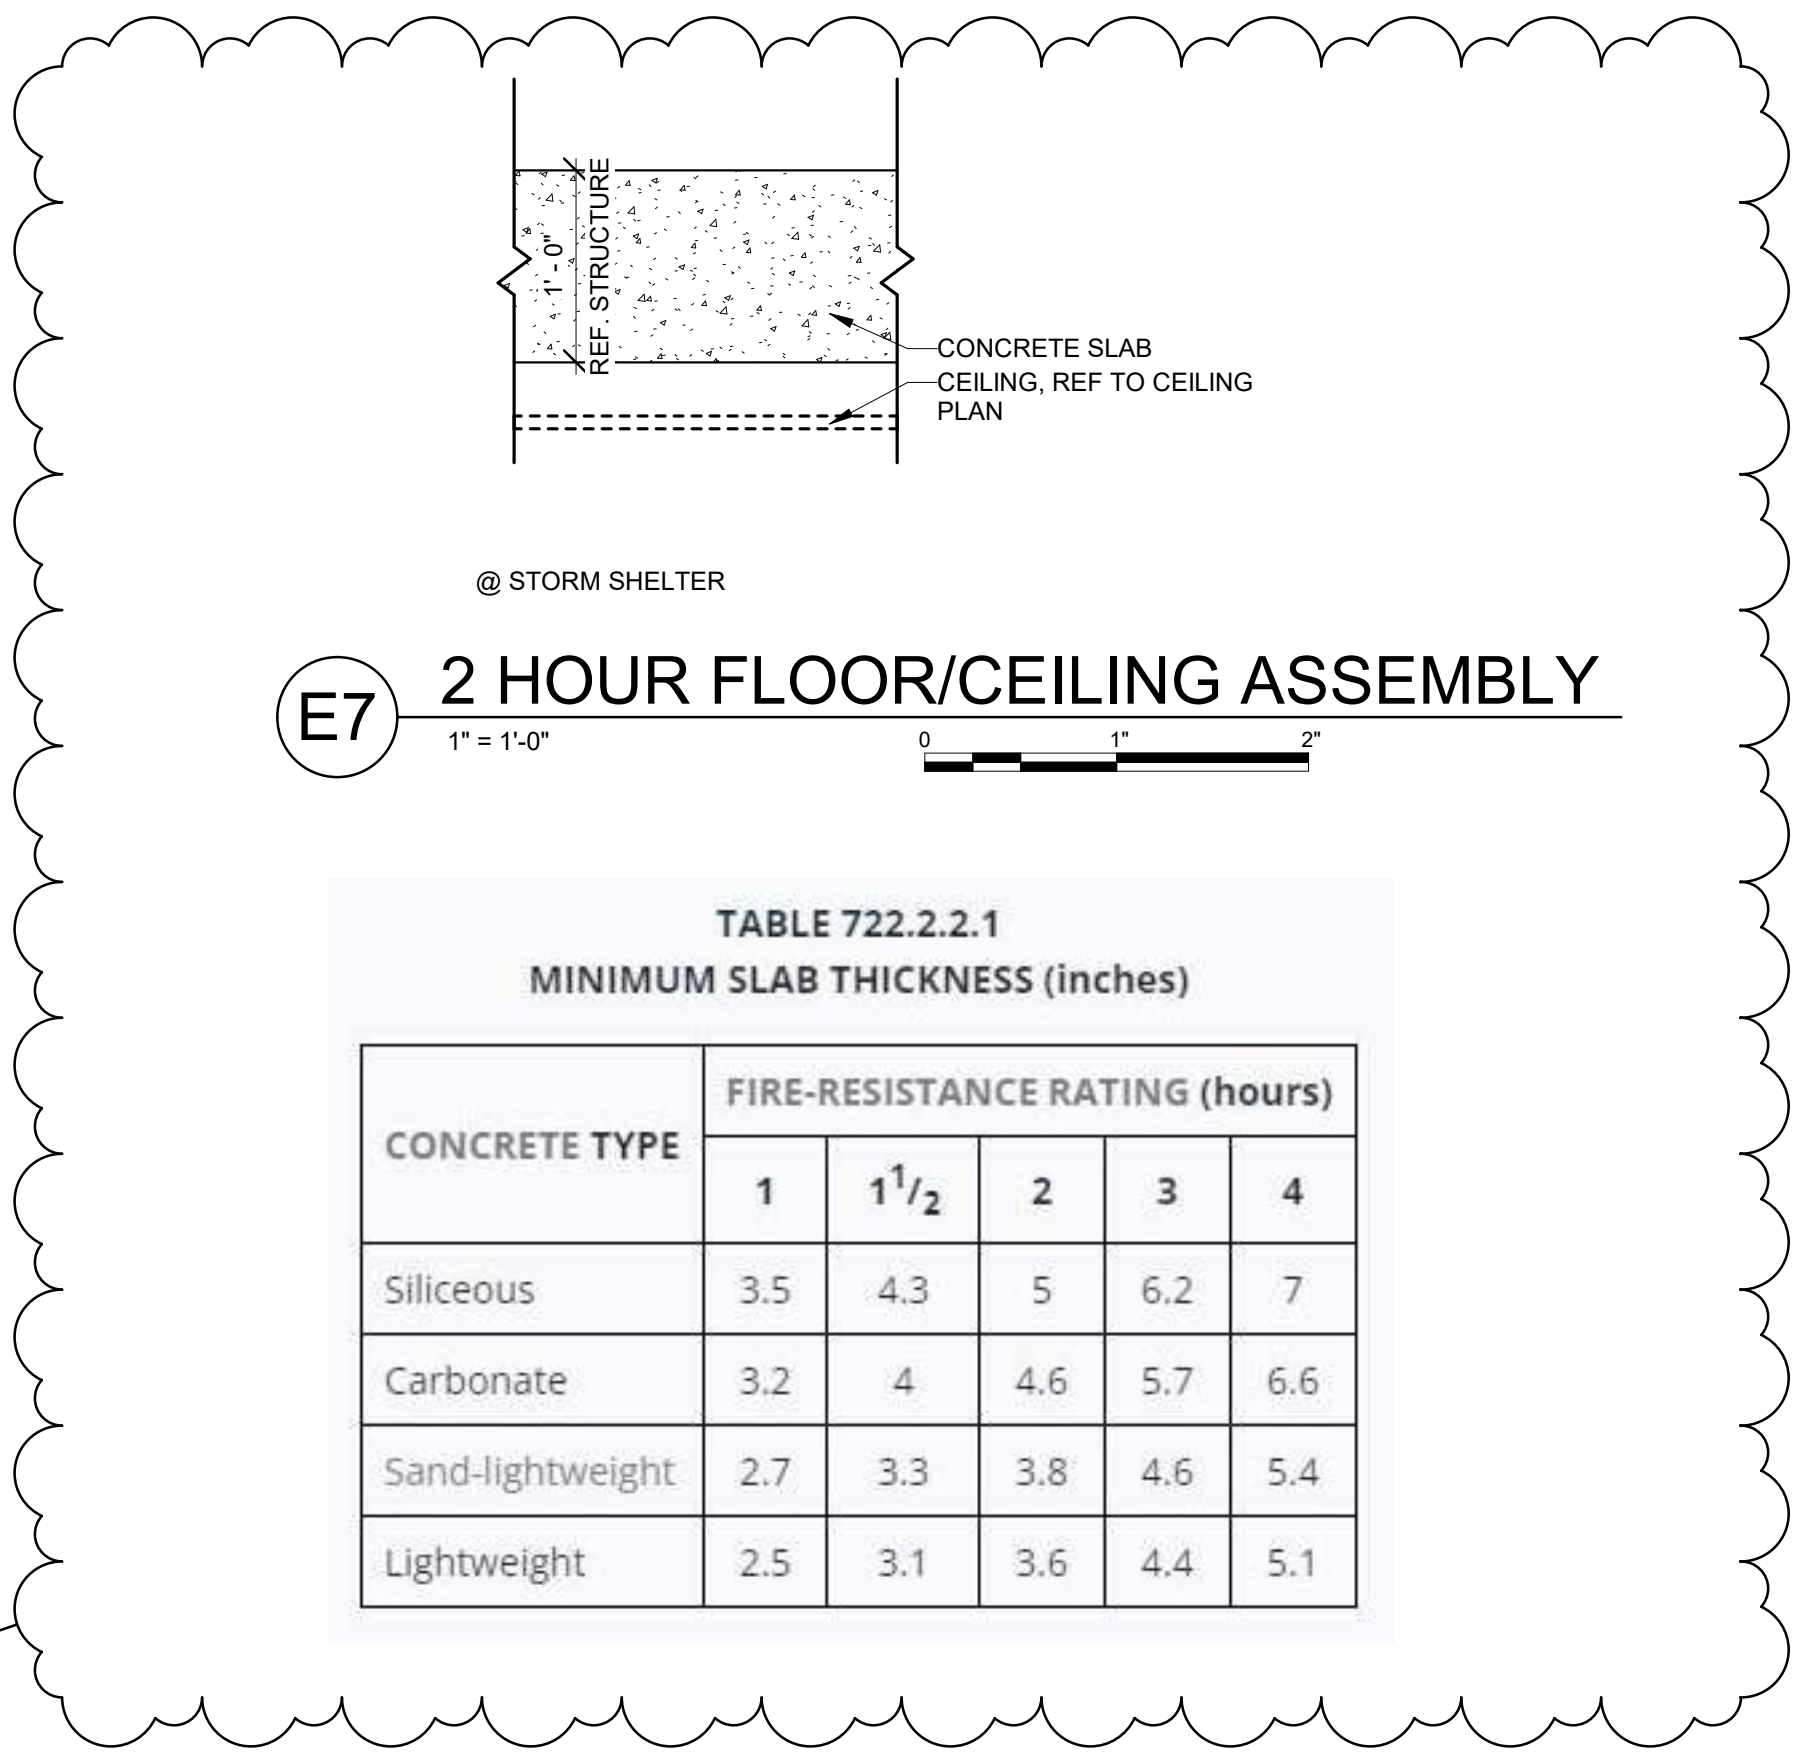 1' - 0"
REF. STRUCTURE
CONCRETE SLAB
CEILING, REF TO CEILING
PLAN
@ STORM SHELTER
E7
2 HOUR FLOOR/CEILING ASSEMBLY
1" = 1'-0"
0 1" 2"
TABLE 722.2.2.1
MINIMUM SLAB THICKNESS (inches)
CONCRETE TYPE
FIRE-RESISTANCE RATING (hours)
1 1 1/2 2 3 4
Siliceous 3.5 4.3 5 6.2 7
Carbonate 3.2 4 4.6 5.7 6.6
Sand-lightweight 2.7 3.3 3.8 4.6 5.4
Lightweight 2.5 3.1 3.6 4.4 5.1